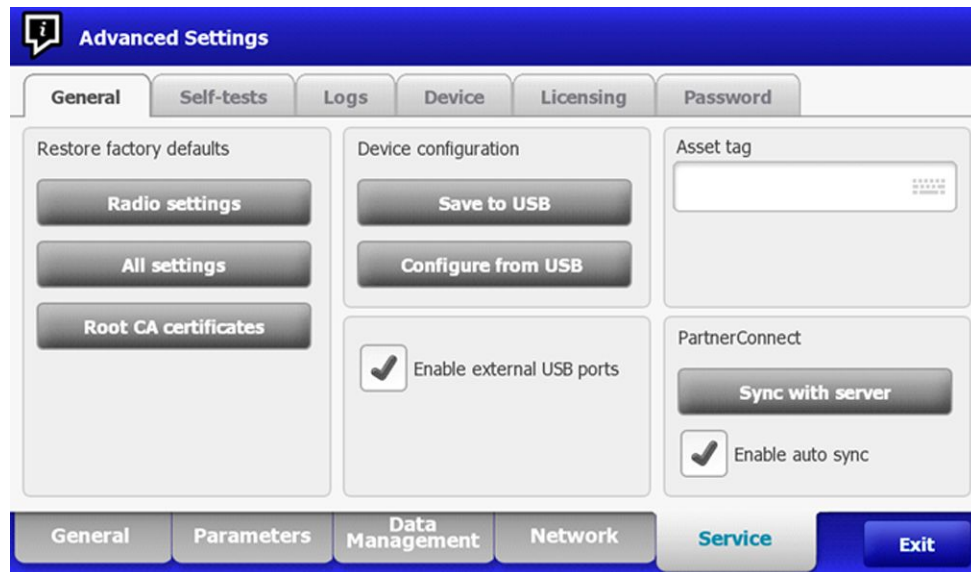 Advanced Settings
General
Self-tests
Logs
Device
Licensing
Password
Restore factory defaults
Radio settings
All settings
Root CA certificates
Device configuration
Save to USB
Configure from USB
Enable external USB ports
Asset tag
PartnerConnect
Sync with server
Enable auto sync
General
Parameters
Data
Management
Network
Service
Exit